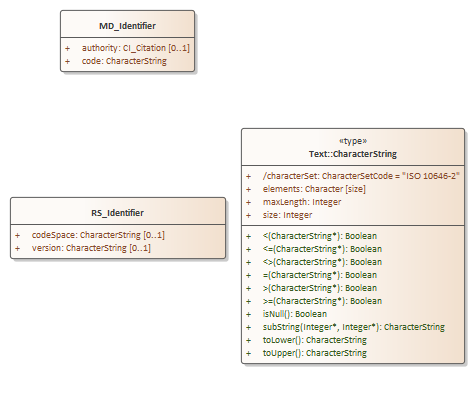 MD_Identifier
+ authority: CI_Citation [0..1]
+ code: CharacterString
«type»
Text::CharacterString
+ /characterSet: CharacterSetCode = "ISO 10646-2"
+ elements: Character [size]
+ maxLength: Integer
+ size: Integer
+ <(CharacterString*): Boolean
+ <=(CharacterString*): Boolean
+ <>(CharacterString*): Boolean
+ =(CharacterString*): Boolean
+ >(CharacterString*): Boolean
+ >=(CharacterString*): Boolean
+ isNull(): Boolean
+ subString(Integer*, Integer*): CharacterString
+ toLower(): CharacterString
+ toUpper(): CharacterString
RS_Identifier
+ codeSpace: CharacterString [0..1]
+ version: CharacterString [0..1]